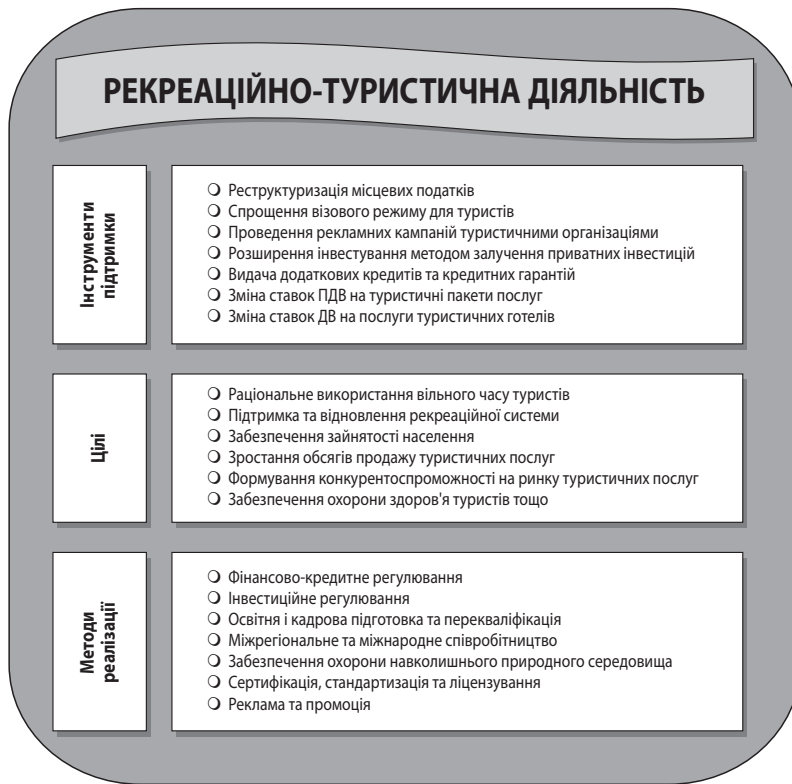 РЕКРЕАЦІЙНО-ТУРИСТИЧНА ДІЯЛЬНІСТЬ
Інструменти
підтримки
Реструктуризація місцевих податків
Спрощення візового режиму для туристів
Проведення рекламних кампаній туристичними організаціями
Розширення інвестування методом залучення приватних інвестицій
Видача додаткових кредитів та кредитних гарантій
Зміна ставок ПДВ на туристичні пакети послуг
Зміна ставок ДВ на послуги туристичних готелів
Цілі
Раціональне використання вільного часу туристів
Підтримка та відновлення рекреаційної системи
Забезпечення зайнятості населення
Зростання обсягів продажу туристичних послуг
Формування конкурентоспроможності на ринку туристичних послуг
Забезпечення охорони здоров'я туристів тощо
Методи
реалізації
Фінансово-кредитне регулювання
Інвестиційне регулювання
Освітня і кадрова підготовка та перекваліфікація
Міжрегіональне та міжнародне співробітництво
Забезпечення охорони навколишнього природного середовища
Сертифікація, стандартизація та ліцензування
Реклама та промоція